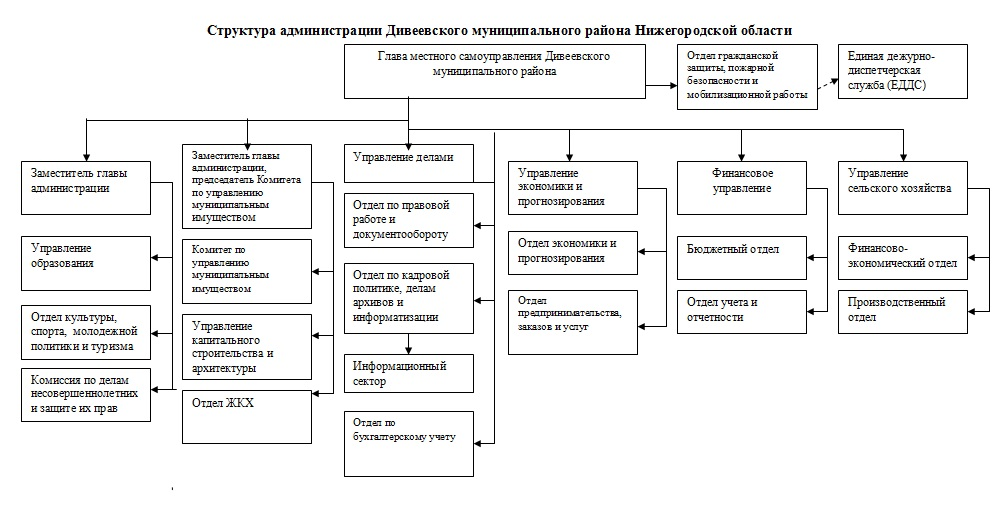 Структура администрации Дивеевского муниципального района Нижегородской области
Глава местного самоуправления Дивеевского
муниципального района
Отдел гражданской
защиты, пожарной
безопасности и
мобилизационной работы
Единая дежурно-
диспетчерская
служба (ЕДДС)
Заместитель главы
администрации
Управление
образования
Отдел культуры,
спорта, молодежной
политики и туризма
Комиссия по делам
несовершеннолетних
и защите их прав
Заместитель главы
администрации,
председатель Комитета
по управлению
муниципальным
имуществом
Комитет по
управлению
муниципальным
имуществом
Управление
капитального
строительства и
архитектуры
Отдел ЖКХ
Управление делами
Отдел по правовой
работе и
документообороту
Отдел по кадровой
политике, делам
архивов и
информатизации
Информационный
сектор
Отдел по
бухгалтерскому учету
Управление
экономики и
прогнозирования
Отдел экономики и
прогнозирования
Отдел
предпринимательства,
заказов и услуг
Финансовое
управление
Бюджетный отдел
Отдел учета и
отчетности
Управление
сельского хозяйства
Финансово-
экономический отдел
Производственный
отдел